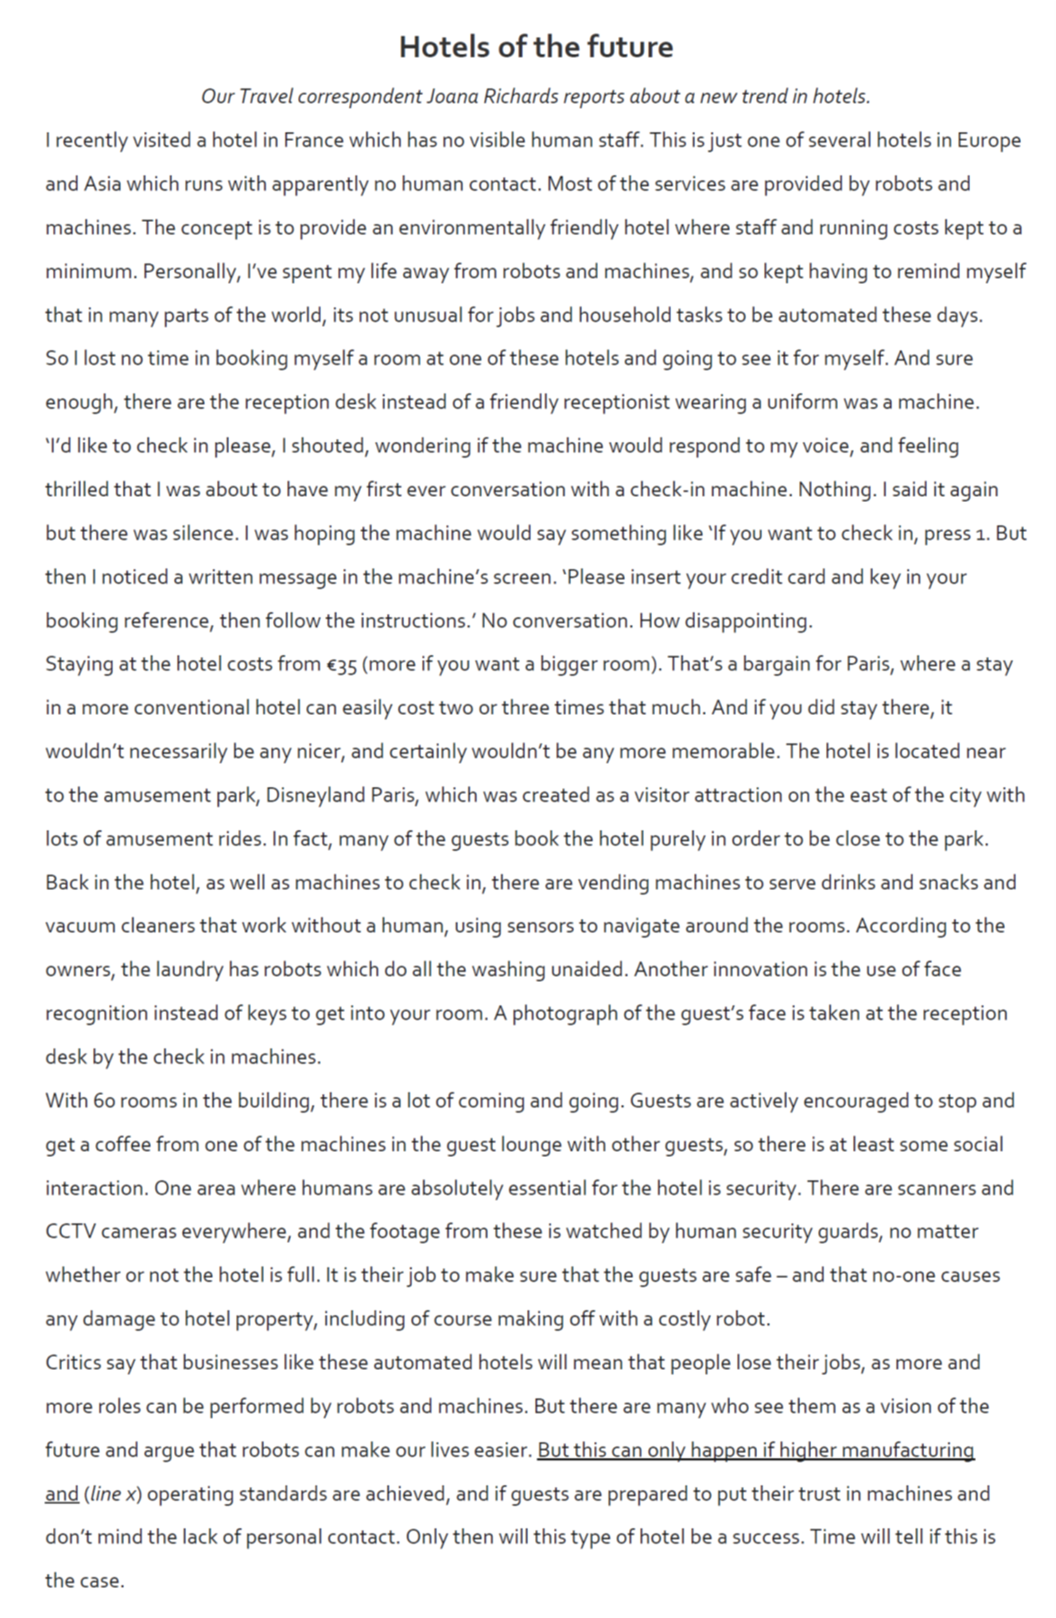 Hotels of the future
Our Travel correspondent Joana Richards reports about a new trend in hotels.
I recently visited a hotel in France which has no visible human staff. This is just one of several hotels in Europe
and Asia which runs with apparently no human contact. Most of the services are provided by robots and
machines. The concept is to provide an environmentally friendly hotel where staff and running costs kept to a
minimum. Personally, I've spent my life away from robots and machines, and so kept having to remind myself
that in many parts of the world, its not unusual for jobs and household tasks to be automated these days.
So I lost no time in booking myself a room at one of these hotels and going to see it for myself. And sure
enough, there are the reception desk instead of a friendly receptionist wearing a uniform was a machine.
'I'd like to check in please, I shouted, wondering if the machine would respond to my voice, and feeling
thrilled that I was about to have my first ever conversation with a check-in machine. Nothing. I said it again
but there was silence. I was hoping the machine would say something like 'If you want to check in, press 1. But
then I noticed a written message in the machine's screen. 'Please insert your credit card and key in your
booking reference, then follow the instructions.' No conversation. How disappointing.
Staying at the hotel costs from €35 (more if you want a bigger room). That's a bargain for Paris, where a stay
in a more conventional hotel can easily cost two or three times that much. And if you did stay there, it
wouldn't necessarily be any nicer, and certainly wouldn't be any more memorable. The hotel is located near
to the amusement park, Disneyland Paris, which was created as a visitor attraction on the east of the city with
lots of amusement rides. In fact, many of the guests book the hotel purely in order to be close to the park.
Back in the hotel, as well as machines to check in, there are vending machines to serve drinks and snacks and
vacuum cleaners that work without a human, using sensors to navigate around the rooms. According to the
owners, the laundry has robots which do all the washing unaided. Another innovation is the use of face
recognition instead of keys to get into your room. A photograph of the guest's face is taken at the reception
desk by the check in machines.
With 60 rooms in the building, there is a lot of coming and going. Guests are actively encouraged to stop and
get a coffee from one of the machines in the guest lounge with other guests, so there is at least some social
interaction. One area where humans are absolutely essential for the hotel is security. There are scanners and
CCTV cameras everywhere, and the footage from these is watched by human security guards, no matter
whether or not the hotel is full. It is their job to make sure that the guests are safe – and that no-one causes
any damage to hotel property, including of course making off with a costly robot.
Critics say that businesses like these automated hotels will mean that people lose their jobs, as more and
more roles can be performed by robots and machines. But there are many who see them as a vision of the
future and argue that robots can make our lives easier. But this can only happen if higher manufacturing
and (line x) operating standards are achieved, and if guests are prepared to put their trust in machines and
don't mind the lack of personal contact. Only then will this type of hotel be a success. Time will tell if this is
the case.